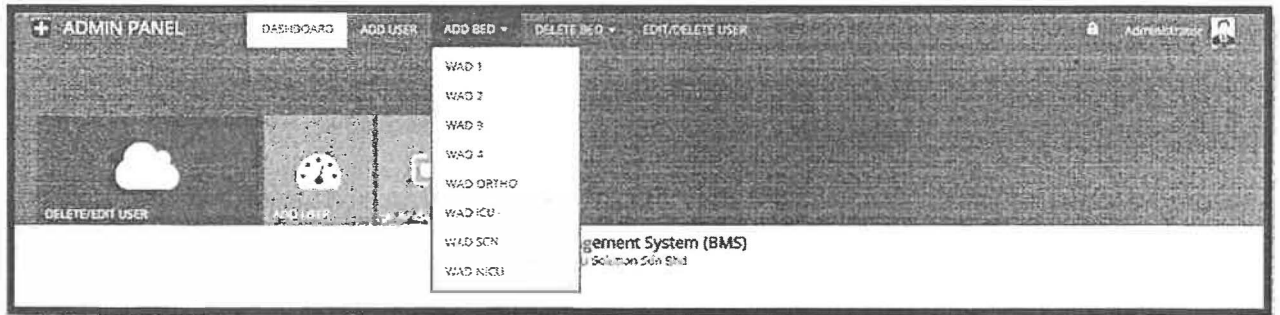 ADMIN PANEL
DASHBOARD
ADD USER
ADD BED
DELETE BED
EDIT/DELETE USER
Administrator
WAD 1
WAD 2
WAD 3
WAD 4
WAD ORTHO
WAD ICU
WAD SCN
WAD NICU
DELETE/EDIT USER
ADD USER
gement System (BMS)
Solution Sdn Bhd